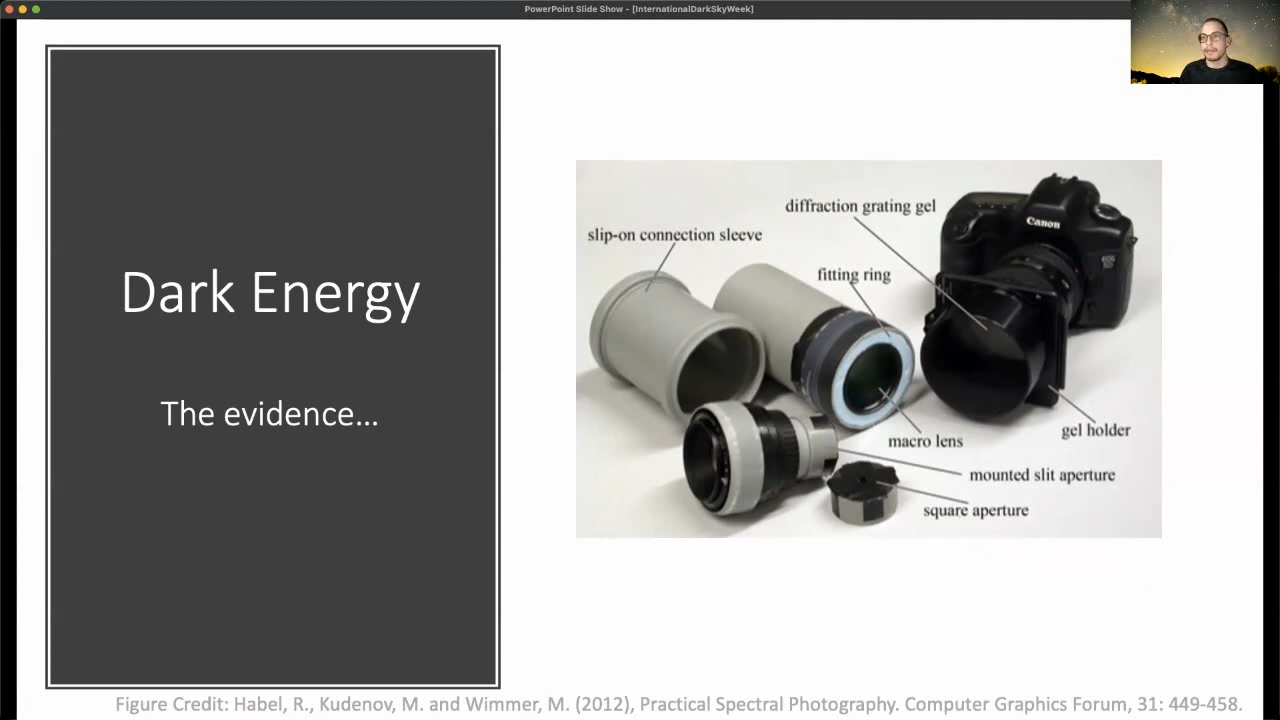 PowerPoint Slide Show - [InternationalDarkSkyWeek]
Dark Energy
The evidence...
diffraction grating gel
slip-on connection sleeve
fitting ring
Canon
macro lens
gel holder
mounted slit aperture
square aperture
Figure Credit: Habel, R., Kudenov, M. and Wimmer, M. (2012), Practical Spectral Photography. Computer Graphics Forum, 31: 449-458.